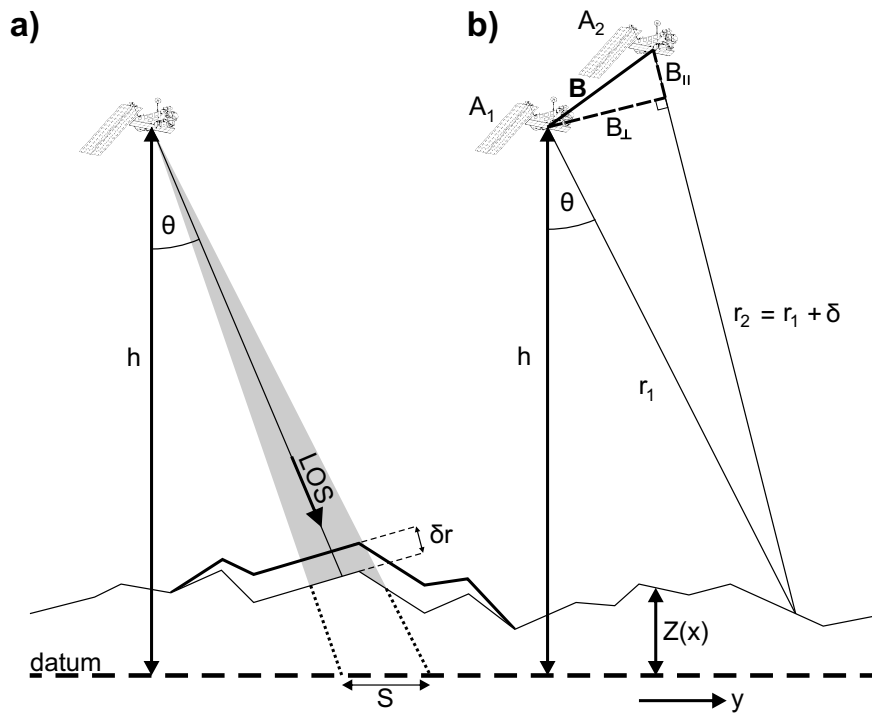 a)
b)
A₂
B
B||
A₁
B⊥
θ
θ
h
h
r₂ = r₁ + δ
r₁
LOS
δr
Z(x)
datum
S
y